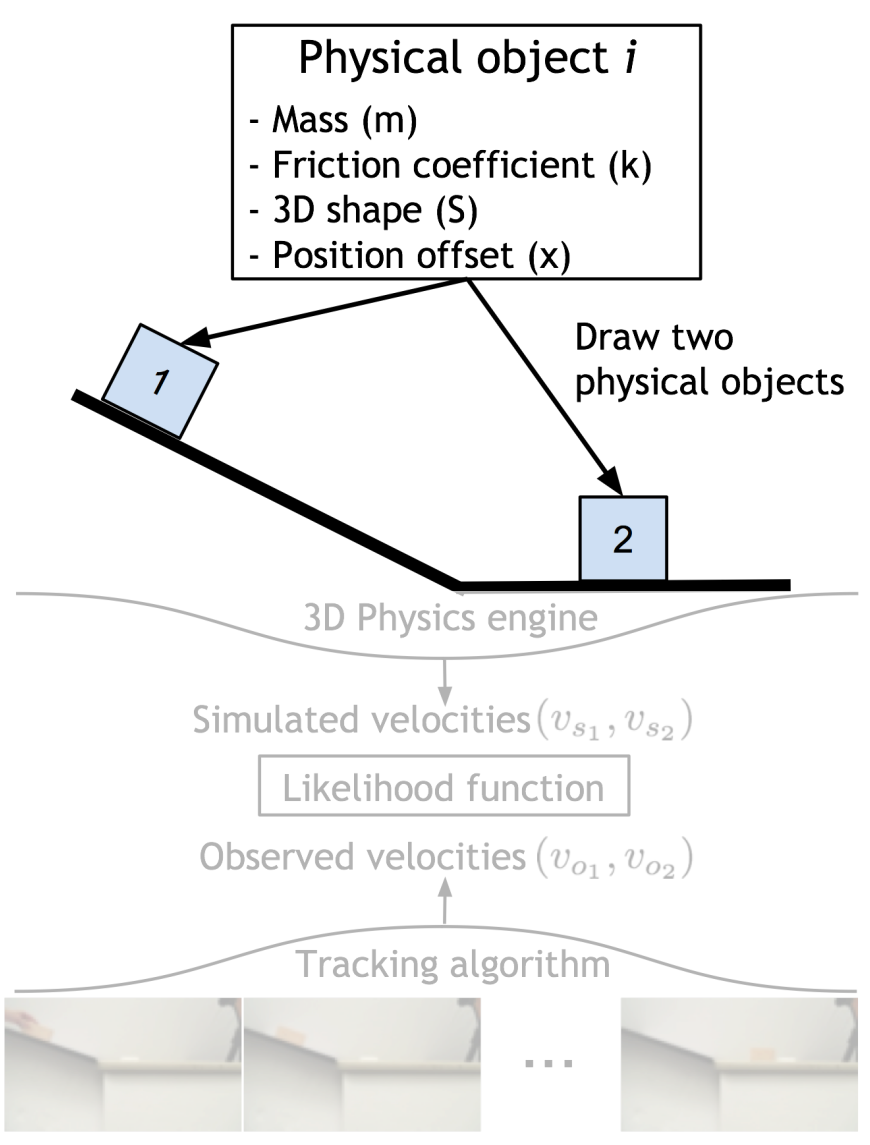 Physical object i
- Mass (m)
- Friction coefficient (k)
- 3D shape (S)
- Position offset (x)
Draw two
physical objects
1
2
3D Physics engine
Simulated velocities (v_{s_1}, v_{s_2})
Likelihood function
Observed velocities (v_{o_1}, v_{o_2})
Tracking algorithm
...